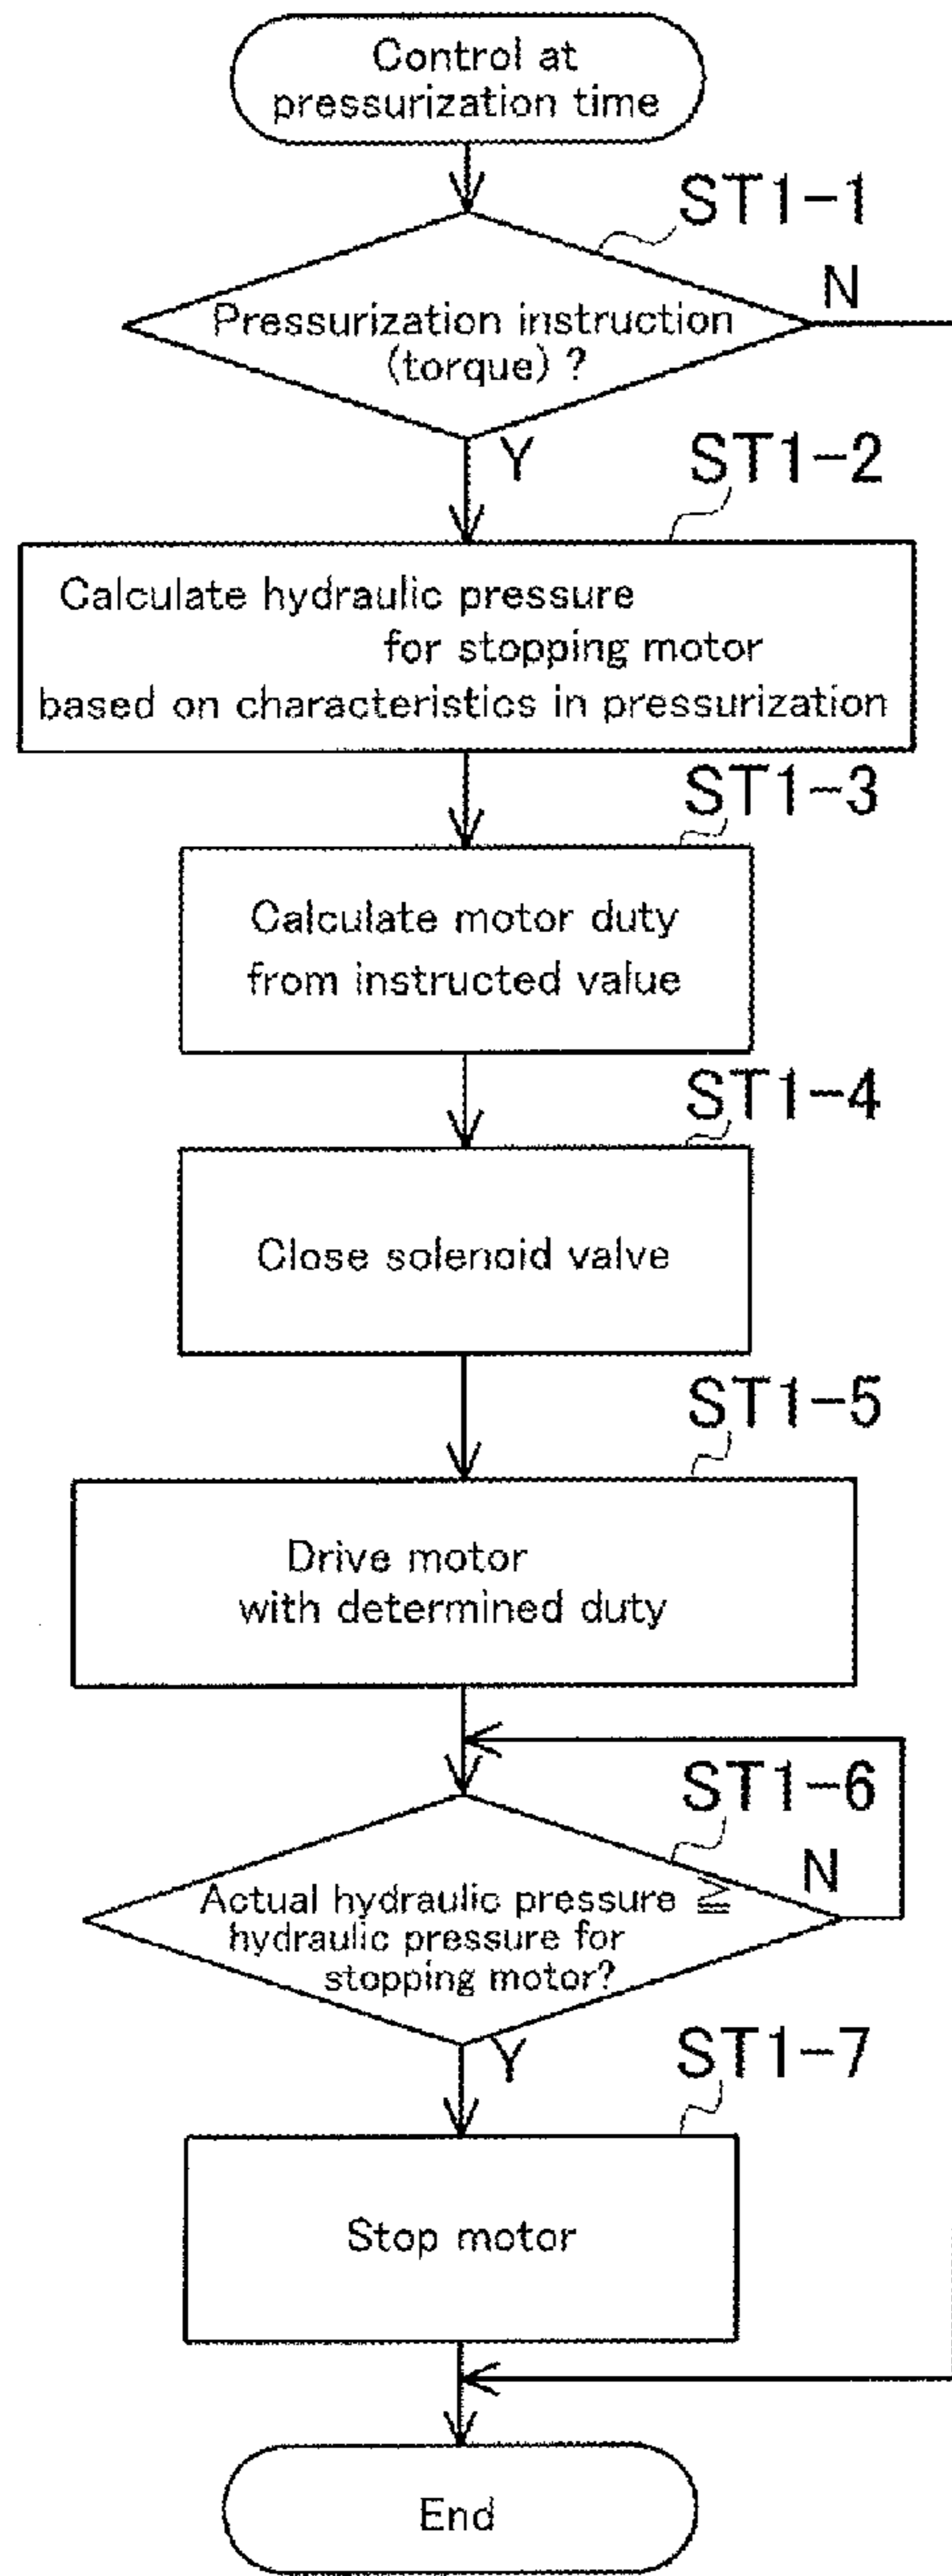 Control at
pressurization time
ST1-1
N
Pressurization instruction
(torque) ?
Y
ST1-2
Calculate hydraulic pressure
for stopping motor
based on characteristics in pressurization
ST1-3
Calculate motor duty
from instructed value
ST1-4
Close solenoid valve
ST1-5
Drive motor
with determined duty
ST1-6
N
Actual hydraulic pressure ≧
hydraulic pressure for
stopping motor?
Y
ST1-7
Stop motor
End